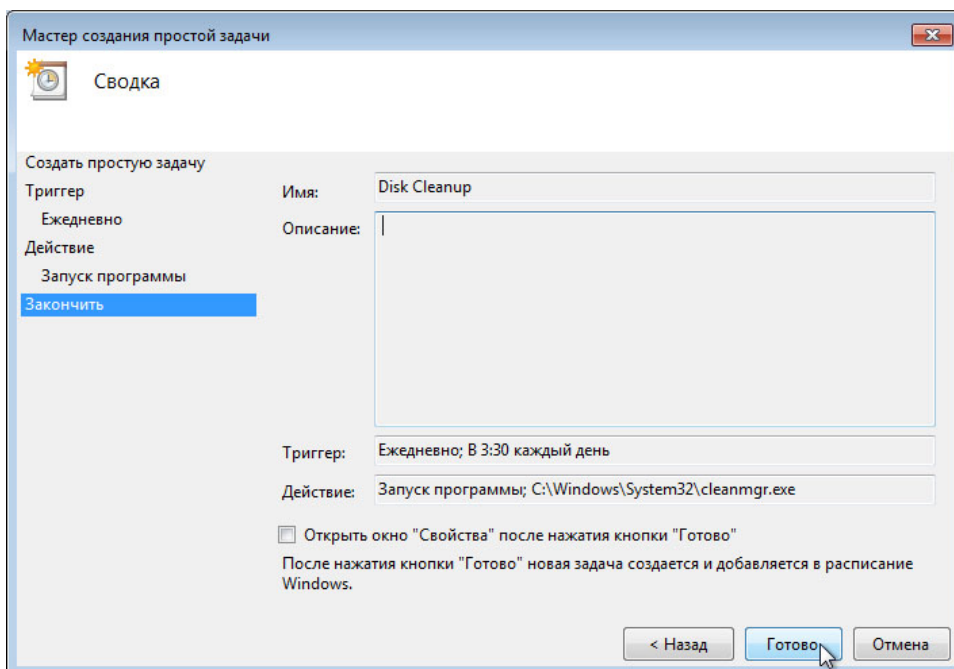 Мастер создания простой задачи
Сводка
Создать простую задачу
Триггер
Ежедневно
Действие
Запуск программы
Закончить
Имя: Disk Cleanup
Описание:
Триггер: Ежедневно; В 3:30 каждый день
Действие: Запуск программы; C:\Windows\System32\cleanmgr.exe
Открыть окно "Свойства" после нажатия кнопки "Готово"
После нажатия кнопки "Готово" новая задача создается и добавляется в расписание
Windows.
< Назад Готово Отмена